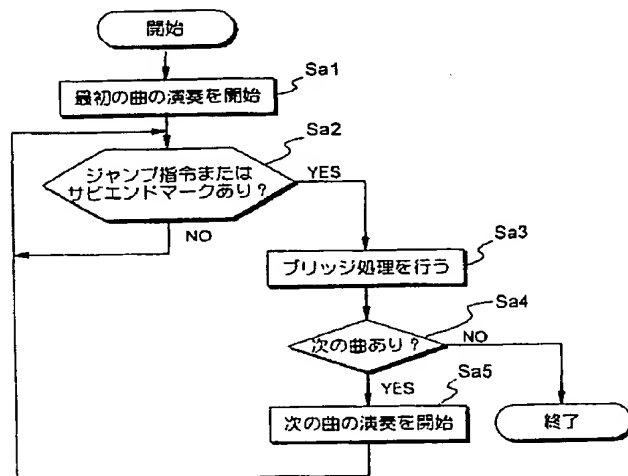 開始
Sa1
最初の曲の演奏を開始
Sa2
ジャンプ指令または
サビエンドマークあり?
YES
NO
Sa3
ブリッジ処理を行う
Sa4
次の曲あり?
NO
YES
Sa5
次の曲の演奏を開始
終了